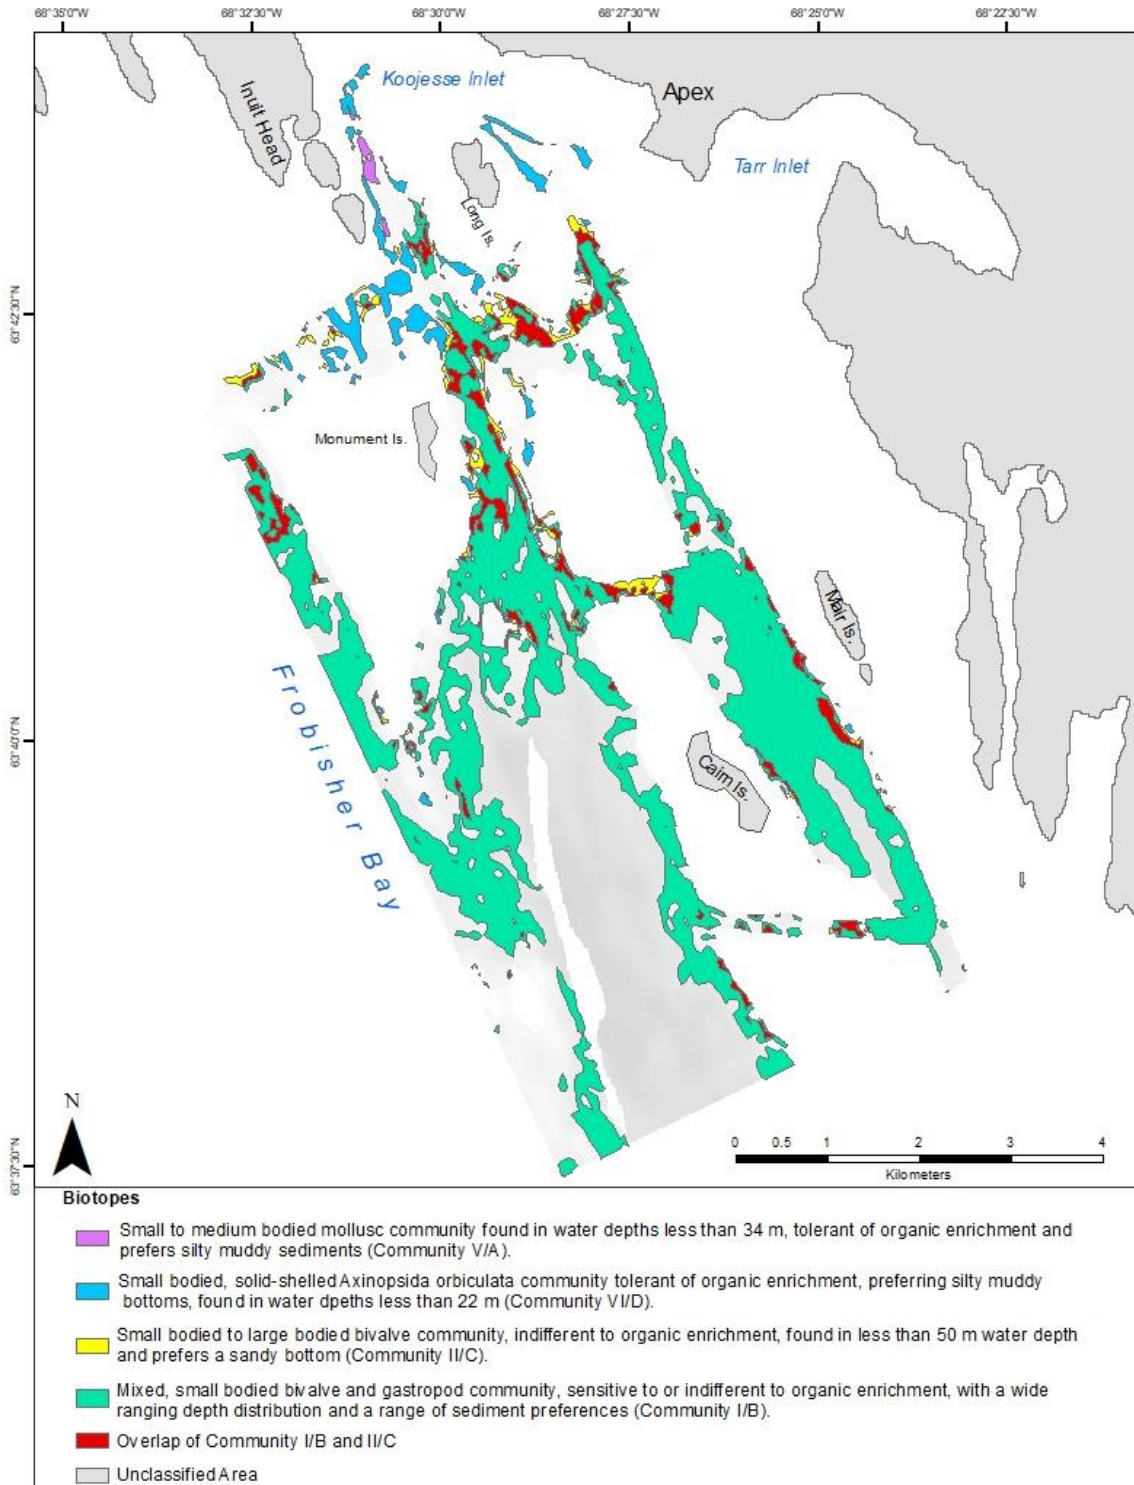 68°35'0"W 68°32'30"W 68°30'0"W 68°27'30"W 68°25'0"W 68°22'30"W
Koojesse Inlet
Apex
Inuit Head
Tarr Inlet
Long Is.
63°42'30"N
Monument Is.
Mair Is.
Frobisher Bay
63°40'0"N
Cairn Is.
N
0 0.5 1 2 3 4
Kilometers
63°37'30"N
Biotopes
Small to medium bodied mollusc community found in water depths less than 34 m, tolerant of organic enrichment and
prefers silty muddy sediments (Community V/A).
Small bodied, solid-shelled Axinopsida orbiculata community tolerant of organic enrichment, preferring silty muddy
bottoms, found in water dpeths less than 22 m (Community VI/D).
Small bodied to large bodied bivalve community, indifferent to organic enrichment, found in less than 50 m water depth
and prefers a sandy bottom (Community II/C).
Mixed, small bodied bivalve and gastropod community, sensitive to or indifferent to organic enrichment, with a wide
ranging depth distribution and a range of sediment preferences (Community I/B).
Overlap of Community I/B and II/C
Unclassified Area